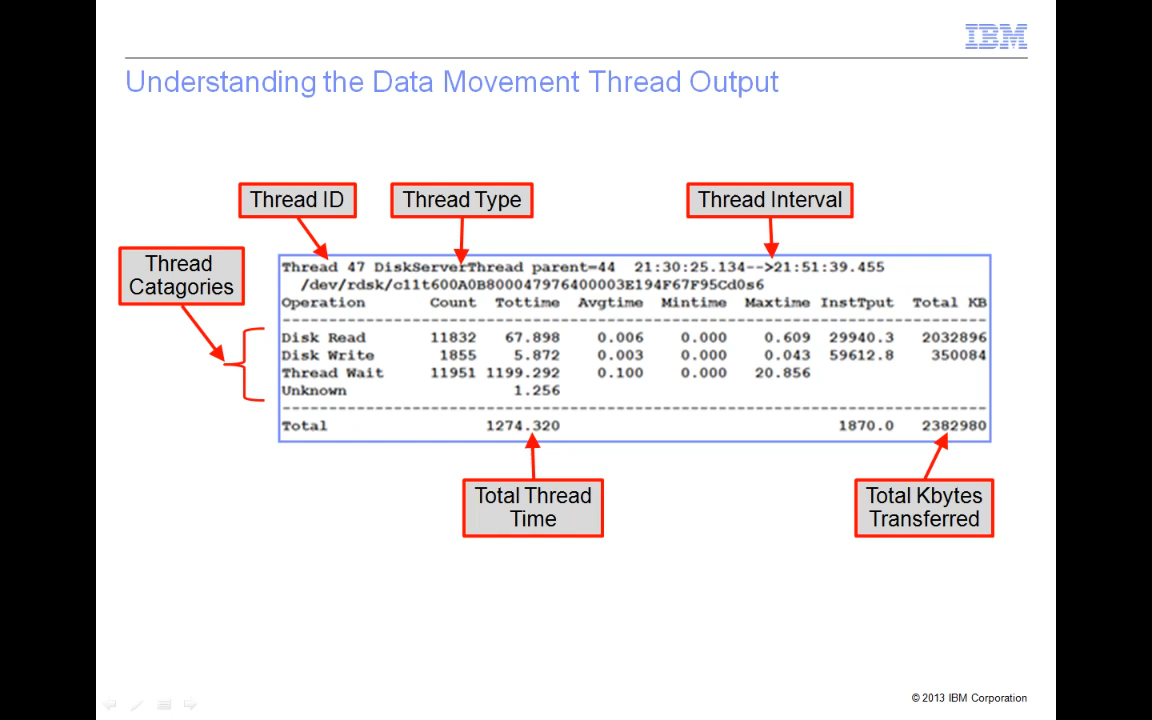 IBM
Understanding the Data Movement Thread Output
Thread ID
Thread Type
Thread Interval
Thread
Catagories
Thread 47 DiskServerThread parent=44 21:30:25.134-->21:51:39.455
/dev/rdsk/c11t600A0B800047976400003E194F67F95Cd0s6
Operation Count Tottime Avgtime Mintime Maxtime InstTput Total KB
Disk Read 11832 67.898 0.006 0.000 0.609 29940.3 2032896
Disk Write 1855 5.872 0.003 0.000 0.043 59612.8 350084
Thread Wait 11951 1199.292 0.100 0.000 20.856
Unknown 1.256
Total 1274.320 1870.0 2382980
Total Thread
Time
Total Kbytes
Transferred
© 2013 IBM Corporation